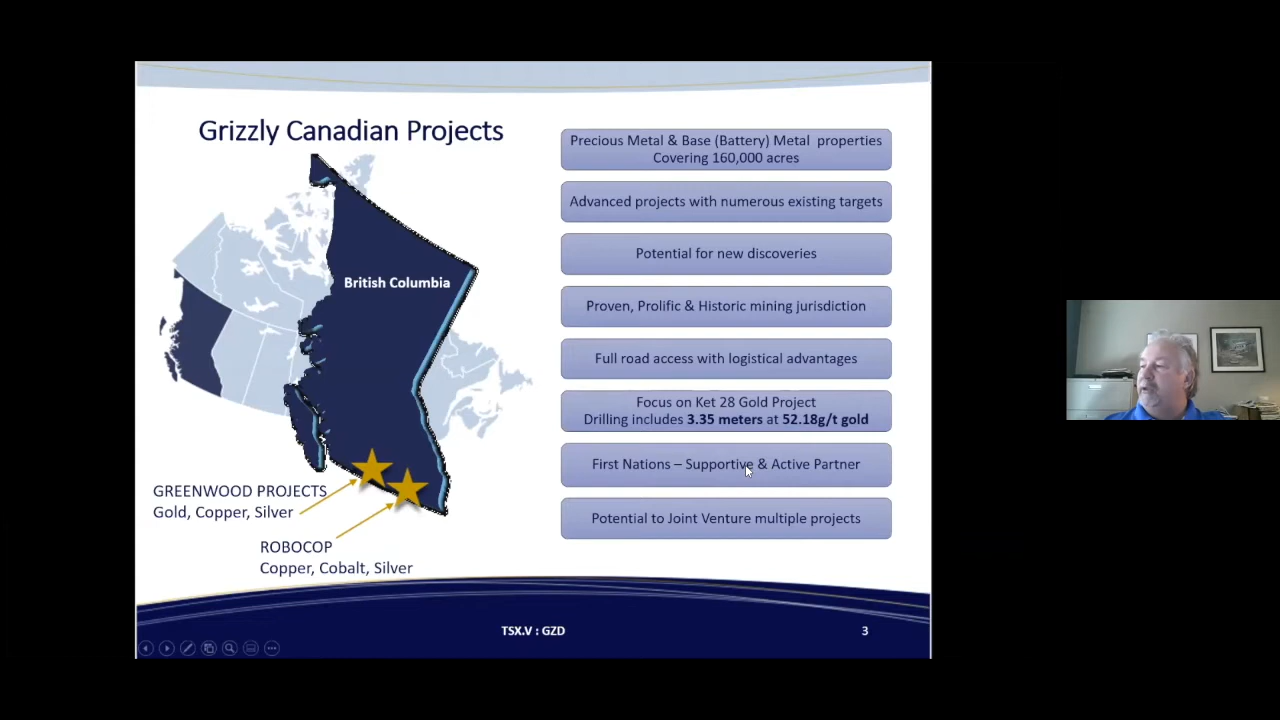 Grizzly Canadian Projects
British Columbia
GREENWOOD PROJECTS
Gold, Copper, Silver
ROBOCOP
Copper, Cobalt, Silver
Precious Metal & Base (Battery) Metal properties
Covering 160,000 acres
Advanced projects with numerous existing targets
Potential for new discoveries
Proven, Prolific & Historic mining jurisdiction
Full road access with logistical advantages
Focus on Ket 28 Gold Project
Drilling includes 3.35 meters at 52.18g/t gold
First Nations – Supportive & Active Partner
Potential to Joint Venture multiple projects
TSX.V : GZD
3